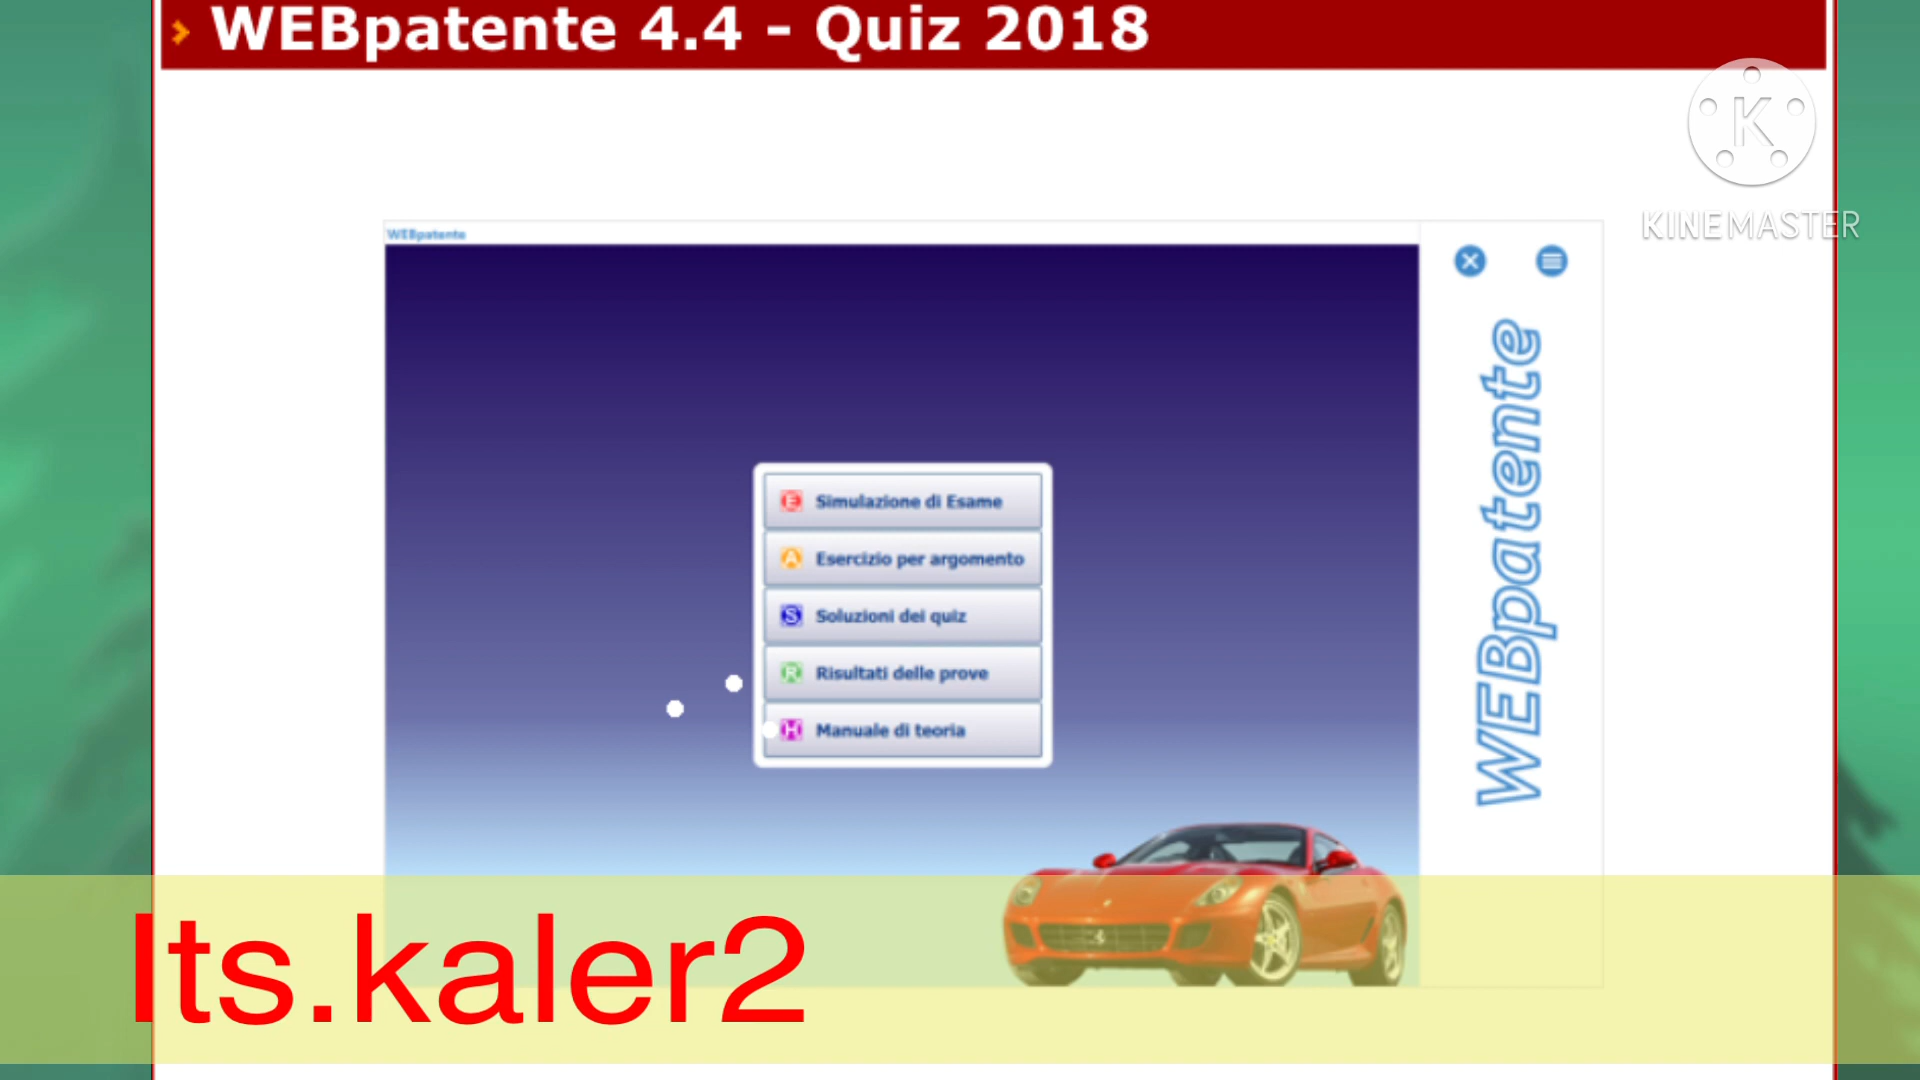 WEBpatente 4.4 - Quiz 2018
K
KINEMASTER
WEBpatente
E Simulazione di Esame
A Esercizio per argomento
S Soluzioni dei quiz
R Risultati delle prove
H Manuale di teoria
WEBpatente
Its.kaler2